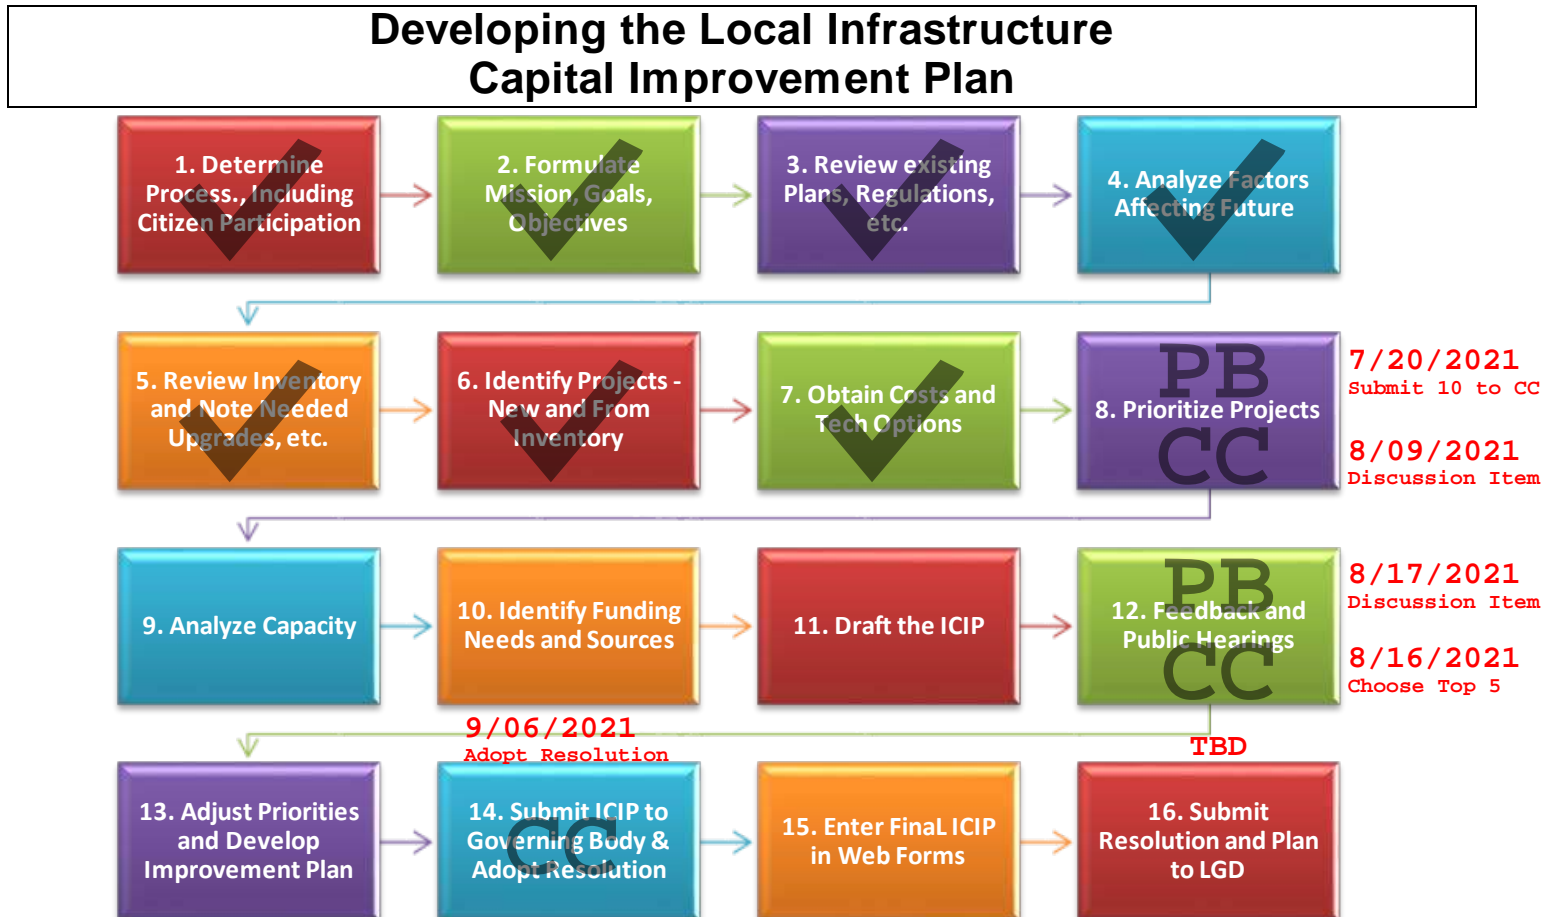 Developing the Local Infrastructure
Capital Improvement Plan
1. Determine
Process., Including
Citizen Participation
2. Formulate
Mission, Goals,
Objectives
3. Review existing
Plans, Regulations,
etc.
4. Analyze Factors
Affecting Future
5. Review Inventory
and Note Needed
Upgrades, etc.
6. Identify Projects -
New and From
Inventory
7. Obtain Costs and
Tech Options
PB
8. Prioritize Projects
CC
7/20/2021
Submit 10 to CC
8/09/2021
Discussion Item
9. Analyze Capacity
10. Identify Funding
Needs and Sources
11. Draft the ICIP
PB
12. Feedback and
Public Hearings
CC
8/17/2021
Discussion Item
8/16/2021
Choose Top 5
9/06/2021
Adopt Resolution
TBD
13. Adjust Priorities
and Develop
Improvement Plan
14. Submit ICIP to
Governing Body &
Adopt Resolution
CC
15. Enter FinaL ICIP
in Web Forms
16. Submit
Resolution and Plan
to LGD